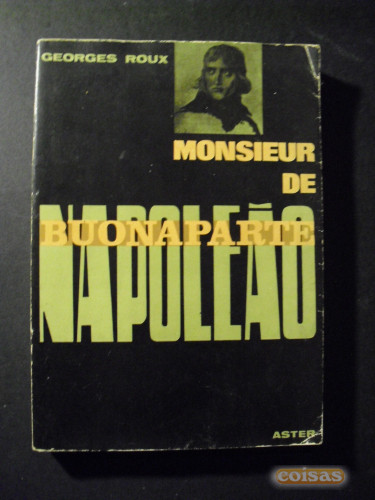 GEORGES ROUX
MONSIEUR
DE
BUONAPARTE
NAPOLEÃO
ASTER
coisas